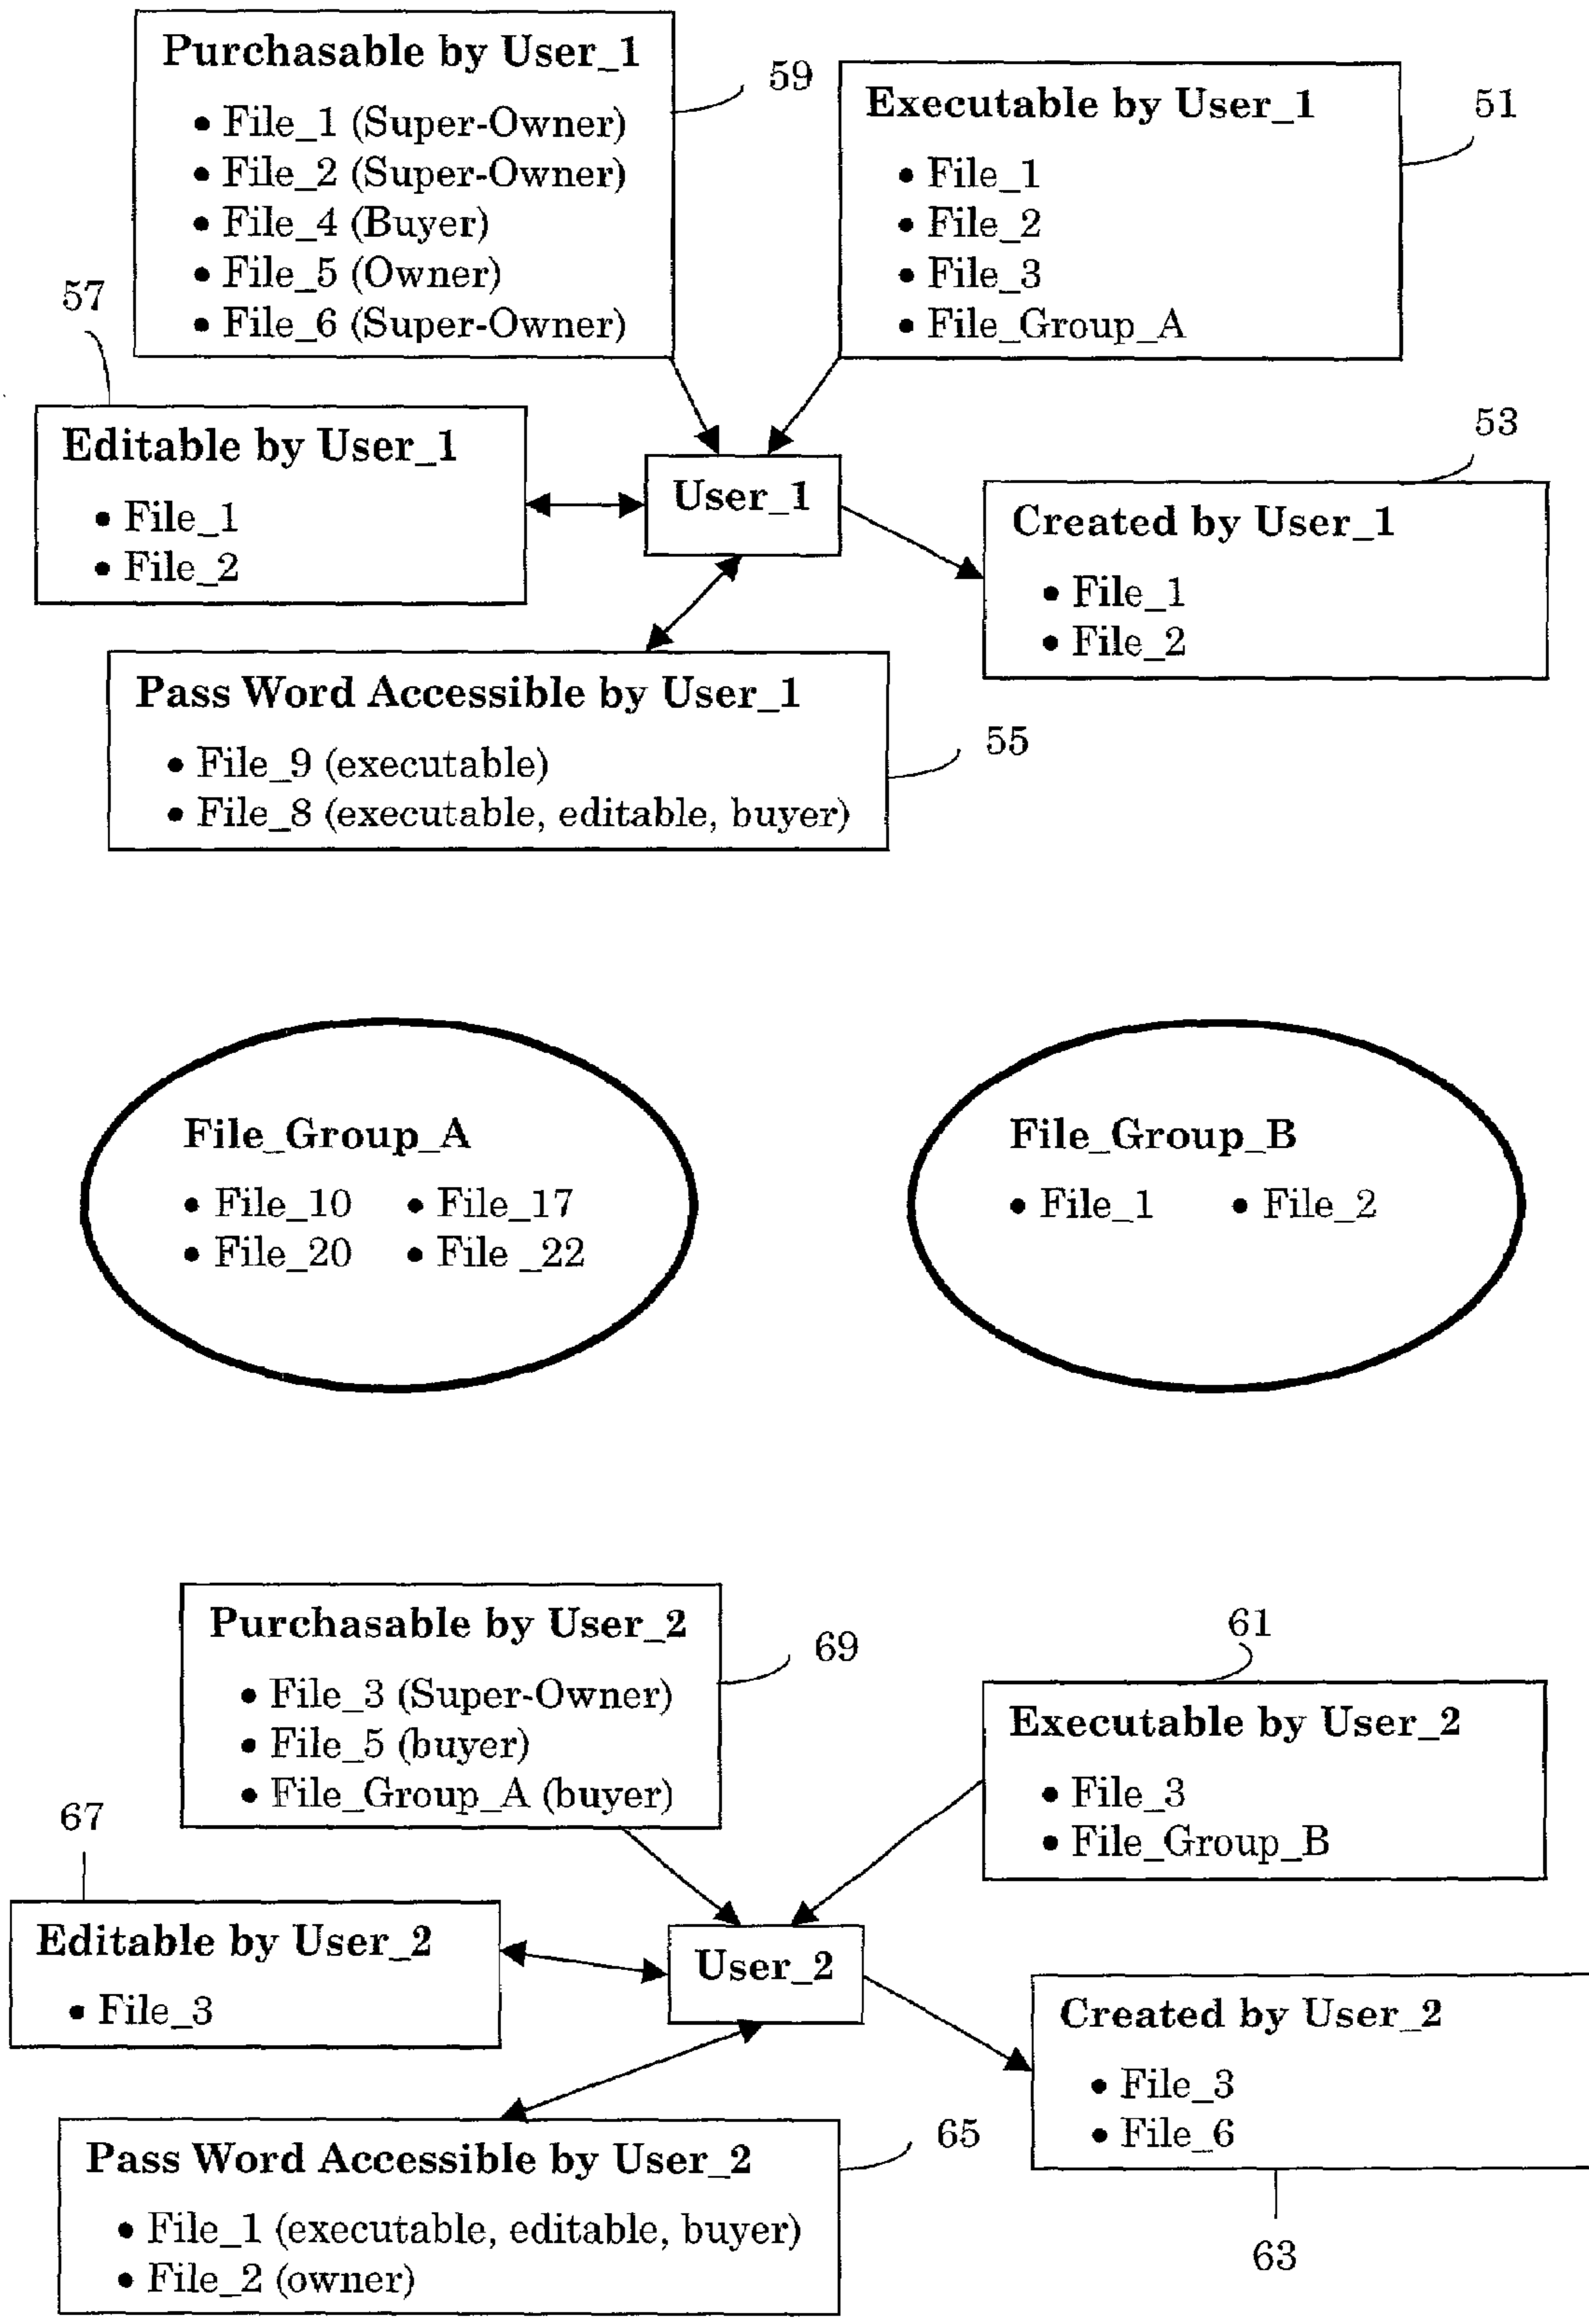 Purchasable by User_1
• File_1 (Super-Owner)
• File_2 (Super-Owner)
• File_4 (Buyer)
• File_5 (Owner)
• File_6 (Super-Owner)
59
Executable by User_1
• File_1
• File_2
• File_3
• File_Group_A
51
57
Editable by User_1
• File_1
• File_2
User_1
53
Created by User_1
• File_1
• File_2
Pass Word Accessible by User_1
• File_9 (executable)
• File_8 (executable, editable, buyer)
55
File_Group_A
• File_10 • File_17
• File_20 • File _22
File_Group_B
• File_1 • File_2
Purchasable by User_2
• File_3 (Super-Owner)
• File_5 (buyer)
• File_Group_A (buyer)
69
61
Executable by User_2
• File_3
• File_Group_B
67
Editable by User_2
• File_3
User_2
Created by User_2
• File_3
• File_6
63
Pass Word Accessible by User_2
• File_1 (executable, editable, buyer)
• File_2 (owner)
65